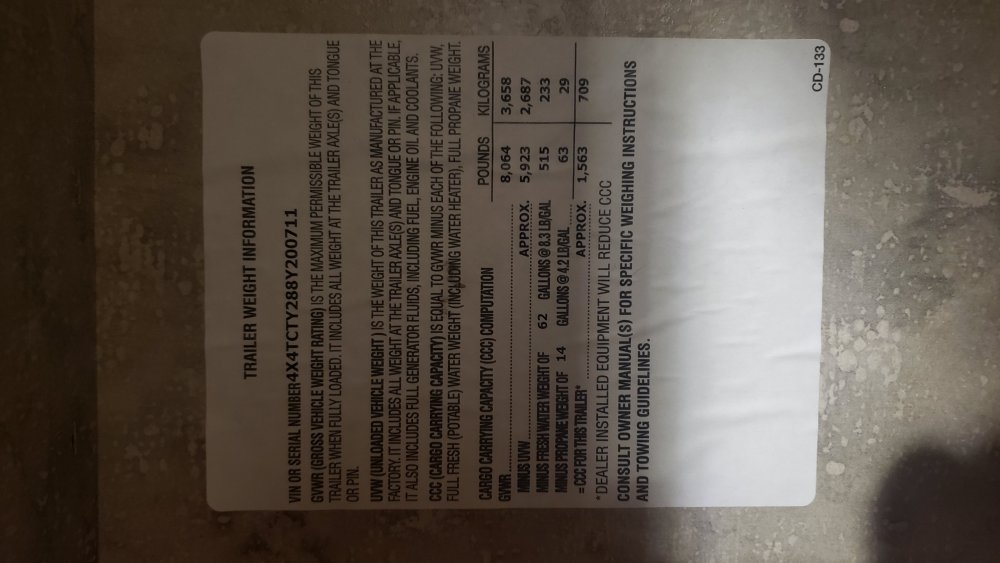 TRAILER WEIGHT INFORMATION
VIN OR SERIAL NUMBER 4X4TCTY288Y200711
GVWR (GROSS VEHICLE WEIGHT RATING) IS THE MAXIMUM PERMISSIBLE WEIGHT OF THIS
TRAILER WHEN FULLY LOADED. IT INCLUDES ALL WEIGHT AT THE TRAILER AXLE(S) AND TONGUE
OR PIN.
UVW (UNLOADED VEHICLE WEIGHT ) IS THE WEIGHT OF THIS TRAILER AS MANUFACTURED AT THE
FACTORY. IT INCLUDES ALL WEIGHT AT THE TRAILER AXLE(S) AND TONGUE OR PIN. IF APPLICABLE,
IT ALSO INCLUDES FULL GENERATOR FLUIDS, INCLUDING FUEL, ENGINE OIL AND COOLANTS.
CCC (CARGO CARRYING CAPACITY) IS EQUAL TO GVWR MINUS EACH OF THE FOLLOWING: UVW,
FULL FRESH (POTABLE) WATER WEIGHT (INCLUDING WATER HEATER), FULL PROPANE WEIGHT.
CARGO CARRYING CAPACITY (CCC) COMPUTATION POUNDS KILOGRAMS
GVWR 8,064 3,658
MINUS UVW APPROX. 5,923 2,687
MINUS FRESH WATER WEIGHT OF 62 GALLONS @ 8.3 LB/GAL 515 233
MINUS PROPANE WEIGHT OF 14 GALLONS @ 4.2 LB/GAL 63 29
= CCC FOR THIS TRAILER* APPROX. 1,563 709
*DEALER INSTALLED EQUIPMENT WILL REDUCE CCC
CONSULT OWNER MANUAL(S) FOR SPECIFIC WEIGHING INSTRUCTIONS
AND TOWING GUIDELINES.
CD-133